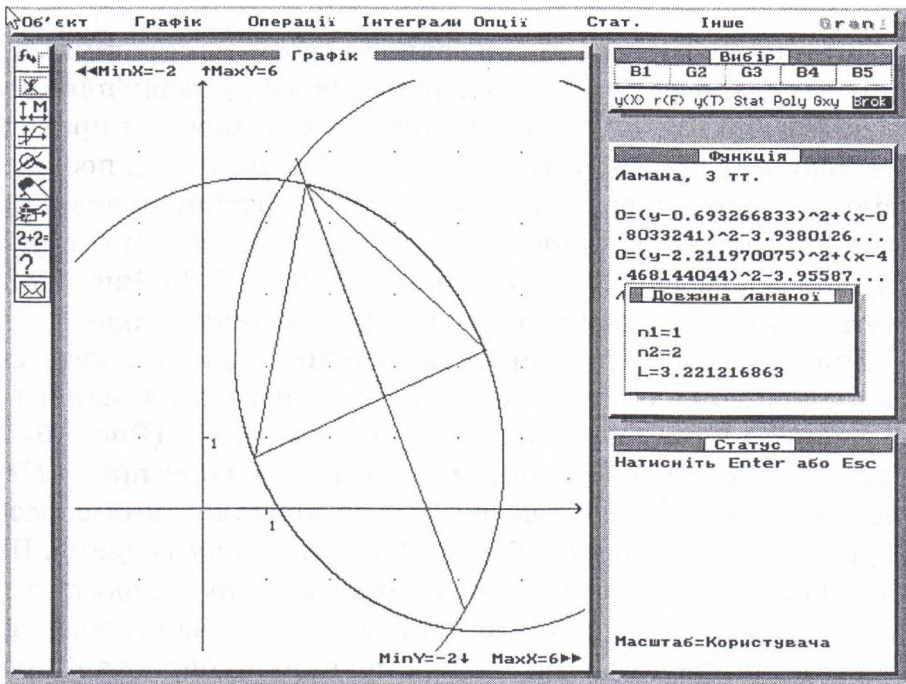 Об'єкт Графік Операції Інтеграли Опції Стат. Інше Gran1
Графік
◄◄MinX=-2 ↑MaxY=6
1
1
MinY=-2↓ MaxX=6►►
2+2=
?
Вибір
B1 G2 G3 B4 B5
y(X) r(F) y(T) Stat Poly Gxy Brok
Функція
Ламана, 3 тт.
0=(y-0.693266833)^2+(x-0
.8033241)^2-3.9380126...
0=(y-2.211970075)^2+(x-4
.468144044)^2-3.95587...
Довжина ламаної
n1=1
n2=2
L=3.221216863
Статус
Натисніть Enter або Esc
Масштаб=Користувача